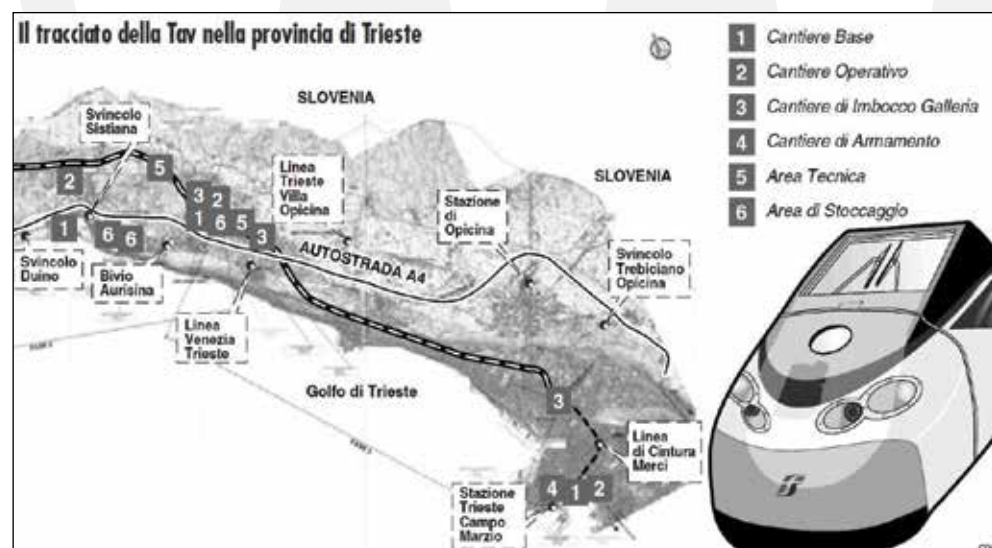 Il tracciato della Tav nella provincia di Trieste
1 Cantiere Base
2 Cantiere Operativo
3 Cantiere di Imbocco Galleria
4 Cantiere di Armamento
5 Area Tecnica
6 Area di Stoccaggio
SLOVENIA
SLOVENIA
Svincolo
Sistiana
Linea
Trieste
Villa
Opicina
Stazione
di
Opicina
Svincolo
Trebiciano
Opicina
2
5
3 2
1 6 5
3
1
6 6
AUTOSTRADA A4
Svincolo
Duino
Bivio
Aurisina
Linea
Venezia
Trieste
Golfo di Trieste
3
Linea
di Cintura
Merci
4 1 2
Stazione
Trieste
Campo
Marzio